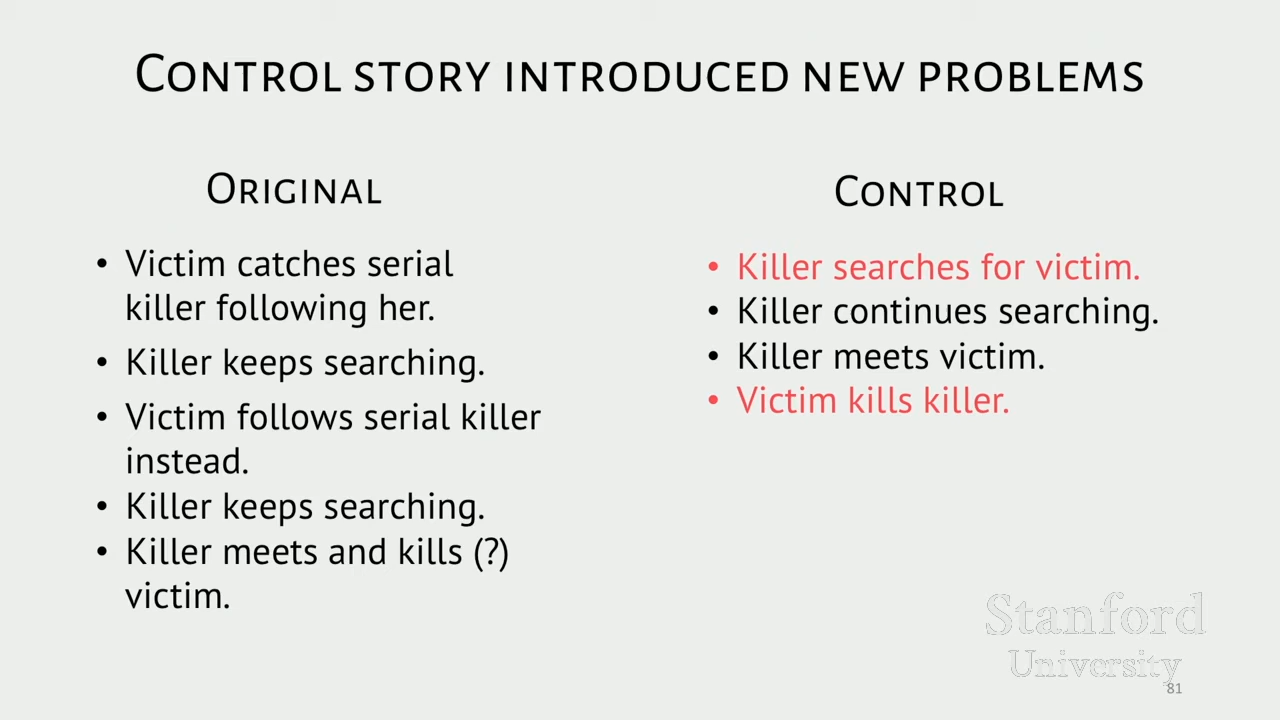 Control story introduced new problems
Original
• Victim catches serial
killer following her.
• Killer keeps searching.
• Victim follows serial killer
instead.
• Killer keeps searching.
• Killer meets and kills (?)
victim.
Control
• Killer searches for victim.
• Killer continues searching.
• Killer meets victim.
• Victim kills killer.
Stanford
University
81